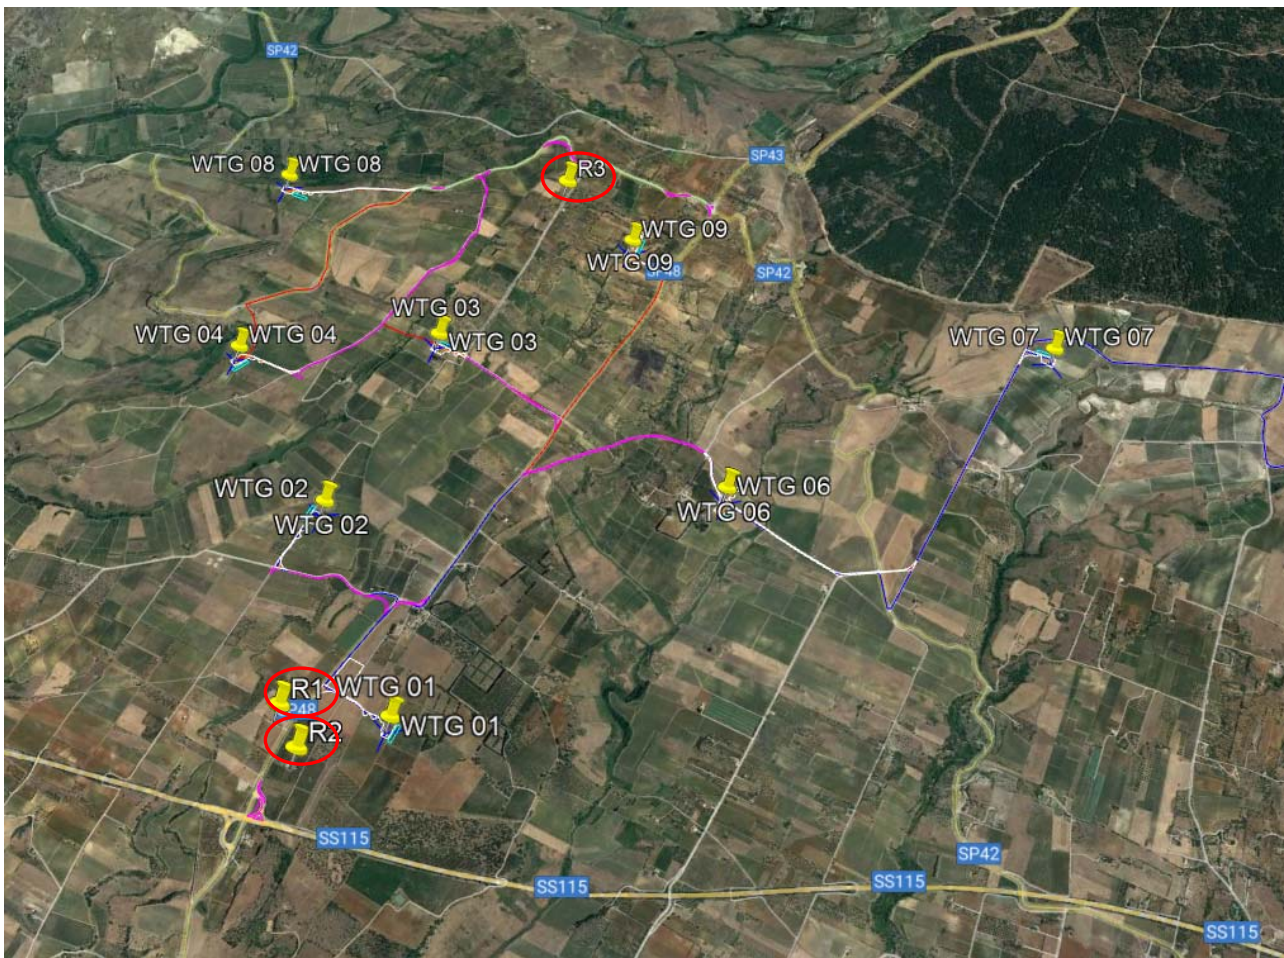 SP42
SP43
WTG 08 WTG 08
R3
WTG 09
WTG 09
SP48
SP42
WTG 03
WTG 03
WTG 04 WTG 04
WTG 07 WTG 07
WTG 02
WTG 02
WTG 06
WTG 06
R1
WTG 01
SP48
WTG 01
R2
SS115
SP42
SS115
SS115
SS115